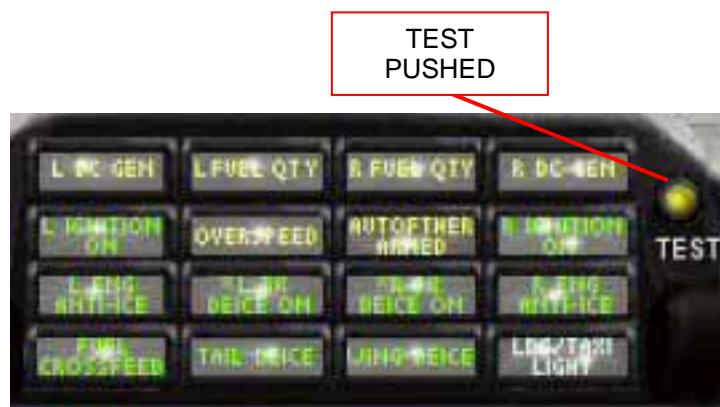 TEST
PUSHED
L DC GEN
L FUEL QTY
R FUEL QTY
R DC GEN
L IGNITION
ON
OVERSPEED
AUTOFTHER
ARMED
R IGNITION
ON
TEST
L ENG
ANTI-ICE
DEICE ON
DEICE ON
R ENG
ANTI-ICE
FUEL
CROSSFEED
TAIL DEICE
WING DEICE
LDG/TAXI
LIGHT